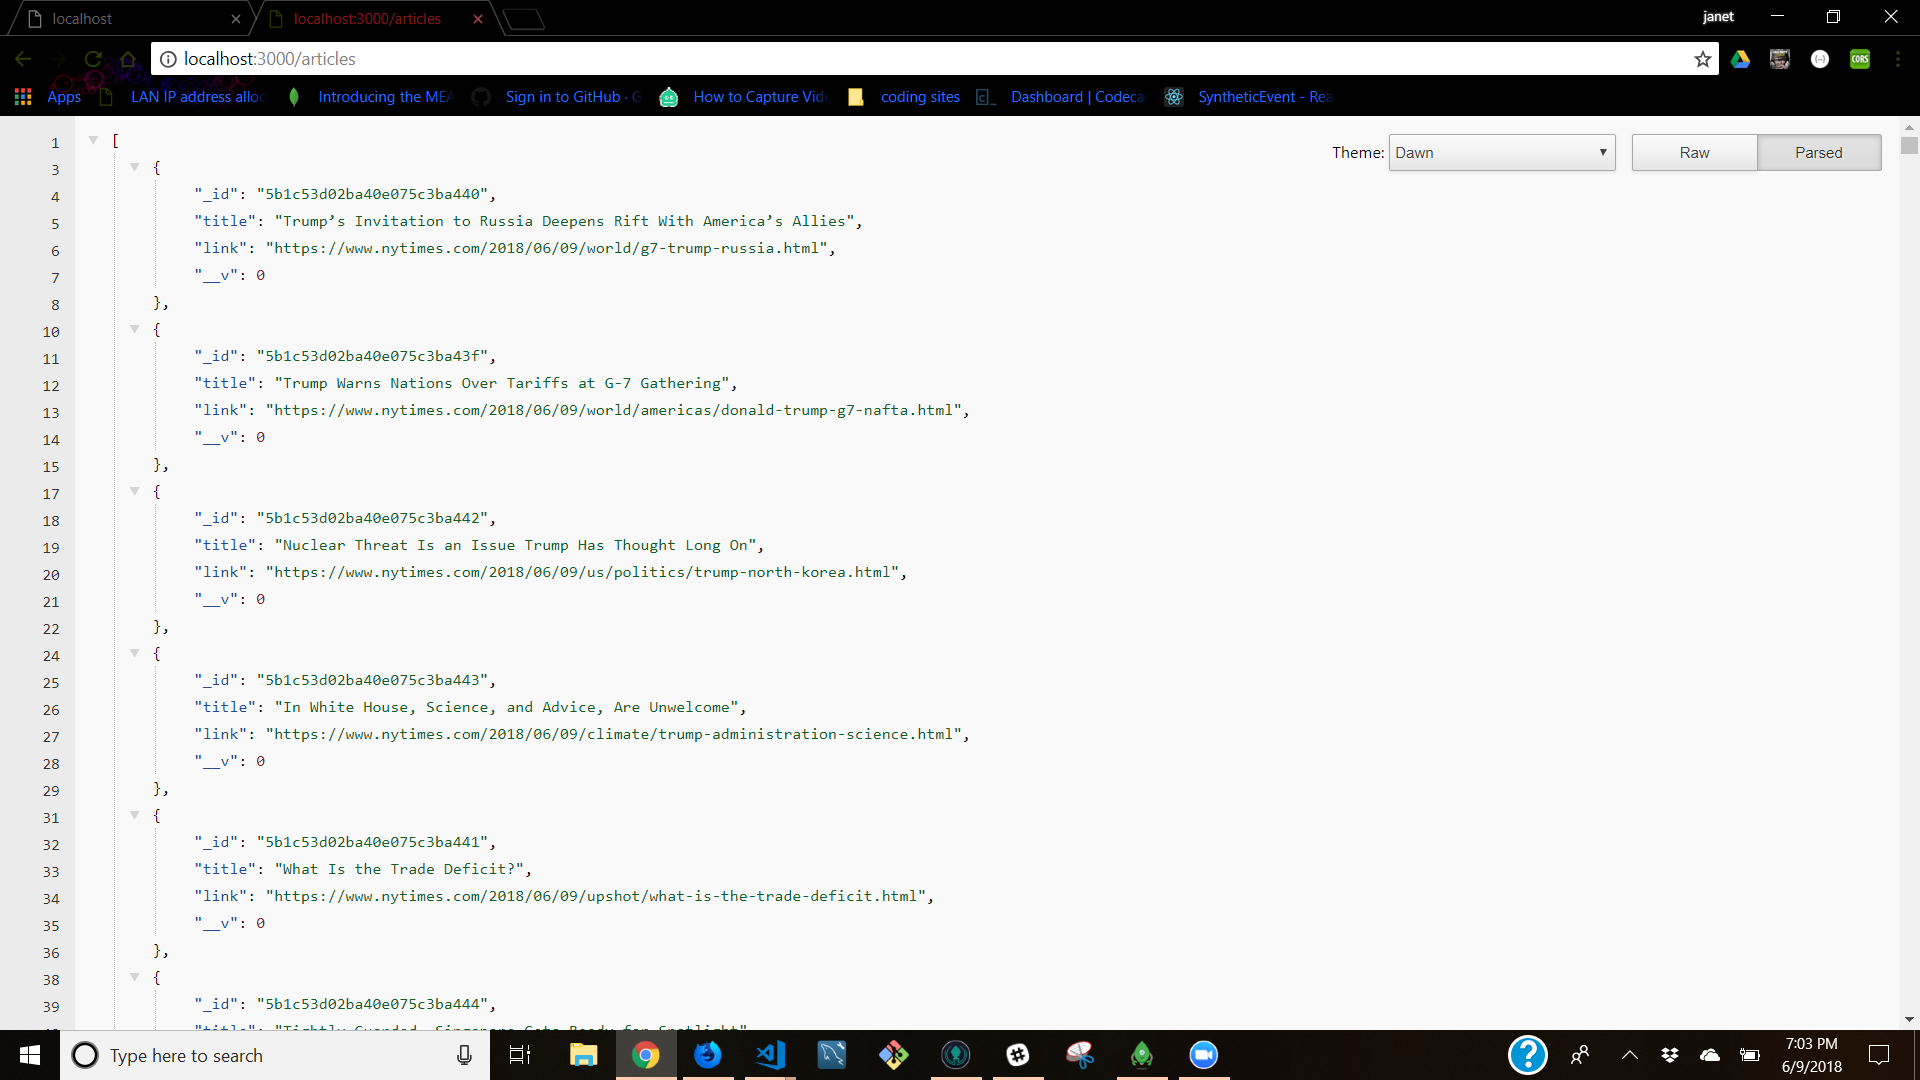 localhost
localhost:3000/articles
janet
localhost:3000/articles
Apps
LAN IP address alloc
Introducing the MEA
Sign in to GitHub · G
How to Capture Vide
coding sites
Dashboard | Codeca
SyntheticEvent - Rea
CORS
Theme: Dawn
Raw
Parsed
1 [
3 {
4 "_id": "5b1c53d02ba40e075c3ba440",
5 "title": "Trump’s Invitation to Russia Deepens Rift With America’s Allies",
6 "link": "https://www.nytimes.com/2018/06/09/world/g7-trump-russia.html",
7 "__v": 0
8 },
10 {
11 "_id": "5b1c53d02ba40e075c3ba43f",
12 "title": "Trump Warns Nations Over Tariffs at G-7 Gathering",
13 "link": "https://www.nytimes.com/2018/06/09/world/americas/donald-trump-g7-nafta.html",
14 "__v": 0
15 },
17 {
18 "_id": "5b1c53d02ba40e075c3ba442",
19 "title": "Nuclear Threat Is an Issue Trump Has Thought Long On",
20 "link": "https://www.nytimes.com/2018/06/09/us/politics/trump-north-korea.html",
21 "__v": 0
22 },
24 {
25 "_id": "5b1c53d02ba40e075c3ba443",
26 "title": "In White House, Science, and Advice, Are Unwelcome",
27 "link": "https://www.nytimes.com/2018/06/09/climate/trump-administration-science.html",
28 "__v": 0
29 },
31 {
32 "_id": "5b1c53d02ba40e075c3ba441",
33 "title": "What Is the Trade Deficit?",
34 "link": "https://www.nytimes.com/2018/06/09/upshot/what-is-the-trade-deficit.html",
35 "__v": 0
36 },
38 {
39 "_id": "5b1c53d02ba40e075c3ba444",
"title": "Tightly Guarded, Singapore Gets Ready for Spotlight"
Type here to search
7:03 PM
6/9/2018